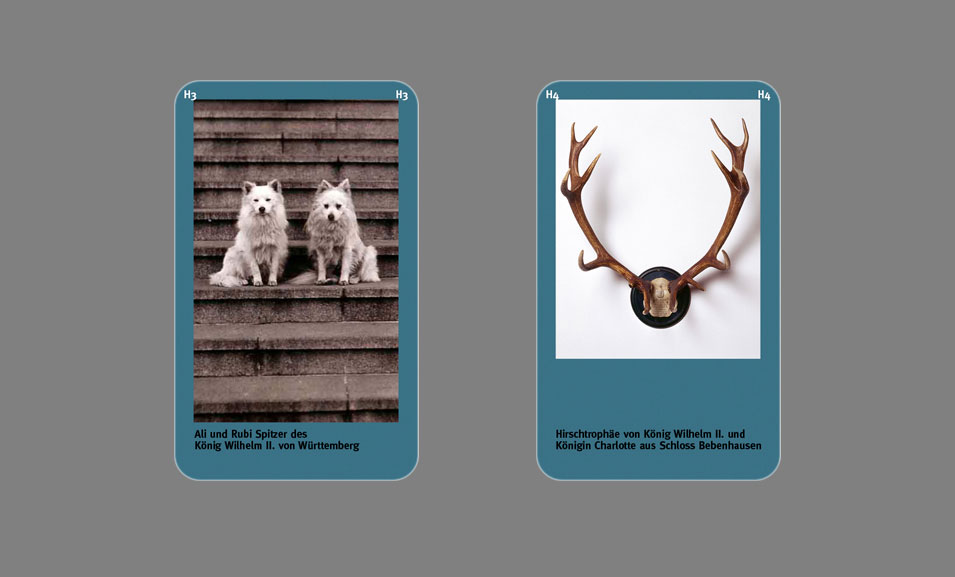 H3 H3
Ali und Rubi Spitzer des
König Wilhelm II. von Württemberg
H4 H4
Hirschtrophäe von König Wilhelm II. und
Königin Charlotte aus Schloss Bebenhausen